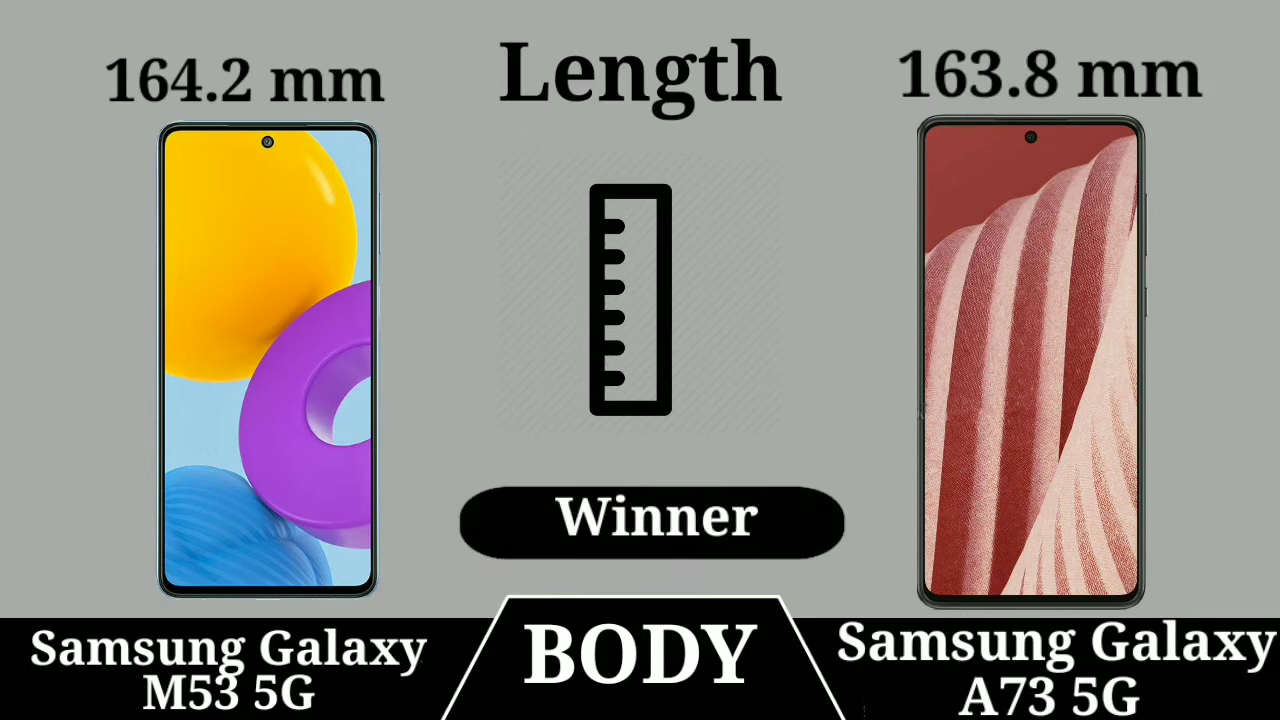 164.2 mm
Length
163.8 mm
Winner
Samsung Galaxy
M53 5G
BODY
Samsung Galaxy
A73 5G